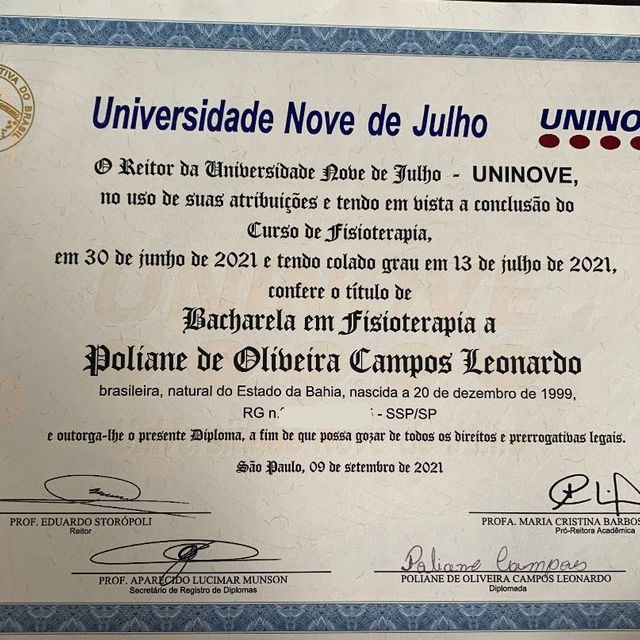 TIVA DO BRASIL
Universidade Nove de Julho
UNINO
O Reitor da Universidade Nove de Julho - UNINOVE,
no uso de suas atribuições e tendo em vista a conclusão do
Curso de Fisioterapia,
em 30 de junho de 2021 e tendo colado grau em 13 de julho de 2021,
confere o título de
Bacharela em Fisioterapia a
Poliane de Oliveira Campos Leonardo
brasileira, natural do Estado da Bahia, nascida a 20 de dezembro de 1999,
RG n. - SSP/SP
e outorga-lhe o presente Diploma, a fim de que possa gozar de todos os direitos e prerrogativas legais.
São Paulo, 09 de setembro de 2021
PROF. EDUARDO STORÓPOLI
Reitor
PROFA. MARIA CRISTINA BARBOS
Pró-Reitora Acadêmica
PROF. APARECIDO LUCIMAR MUNSON
Secretário de Registro de Diplomas
Poliane Campos
POLIANE DE OLIVEIRA CAMPOS LEONARDO
Diplomada